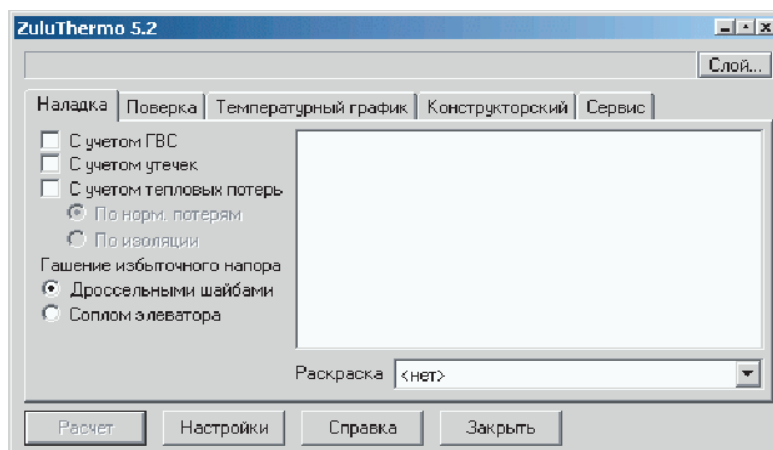 ZuluThermo 5.2
Слой...
Наладка Поверка Температурный график Конструкторский Сервис
С учетом ГВС
С учетом утечек
С учетом тепловых потерь
По норм. потерям
По изоляции
Гашение избыточного напора
Дроссельными шайбами
Соплом элеватора
Раскраска <нет>
Расчет Настройки Справка Закрыть